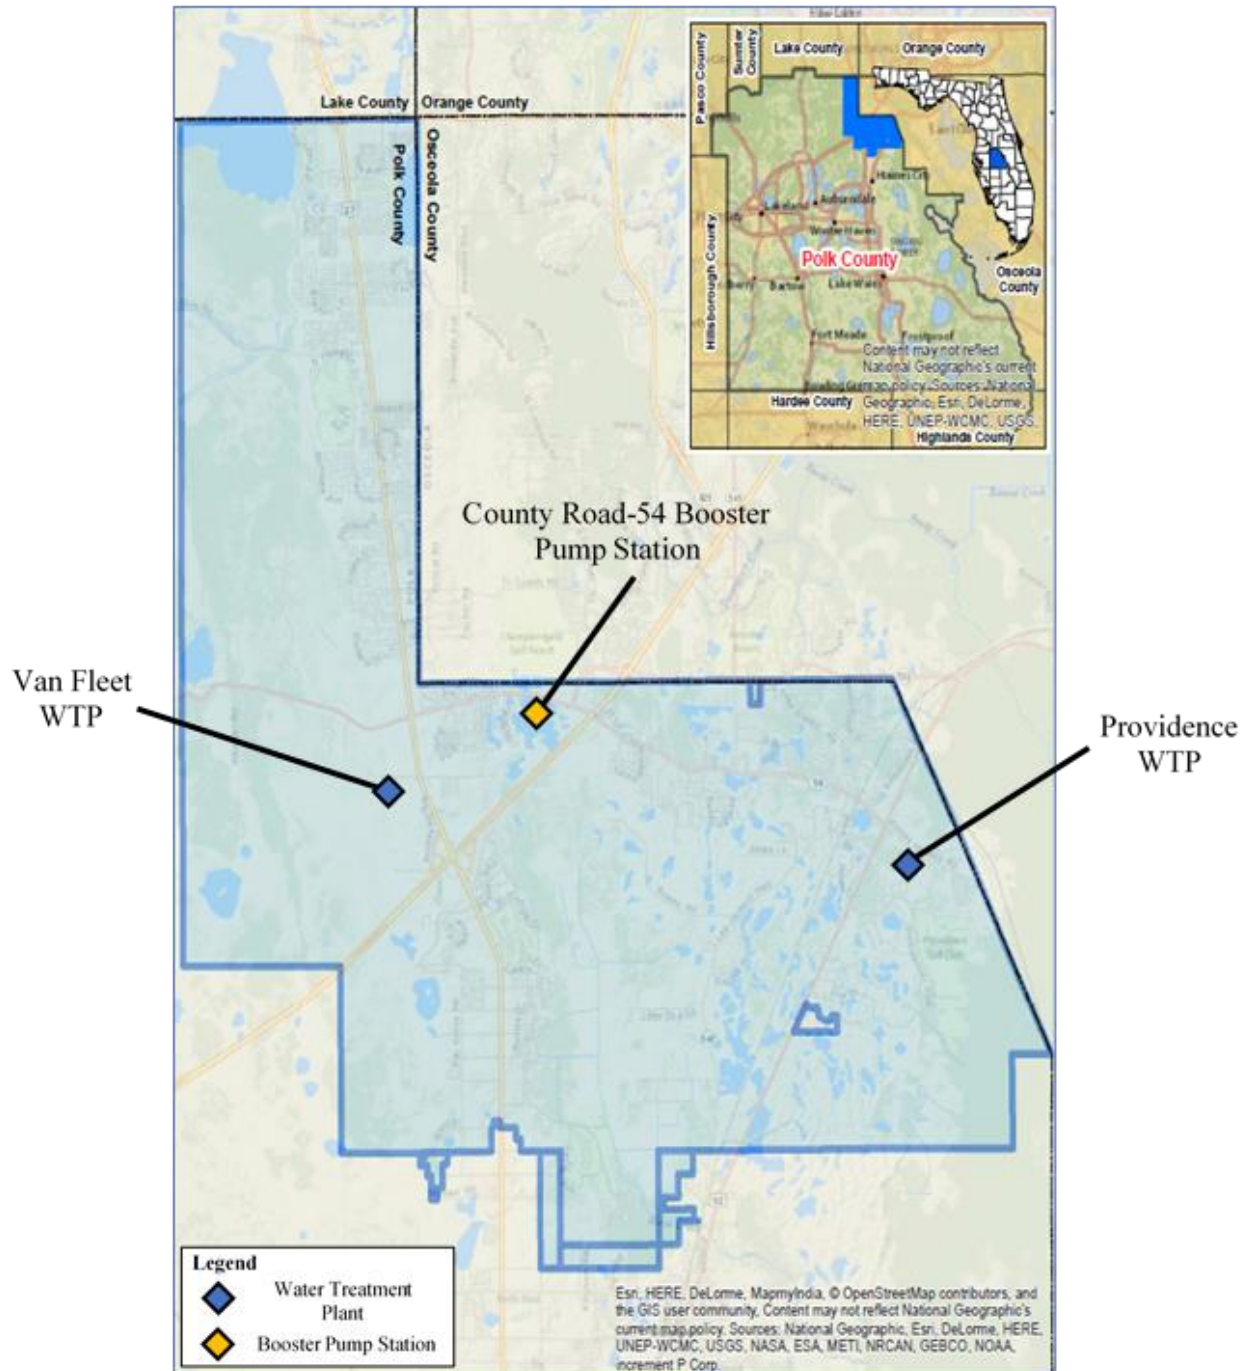 Lake County
Orange County
Osceola County
Polk County
Pasco County
Sumter County
Lake County
Orange County
Haines City
Lakeland
Auburndale
Winter Haven
Polk County
Osceola
County
Bartow
Lake Wales
Hillsborough County
Fort Meade
Frostproof
Content may not reflect
National Geographic's current
map policy. Sources: National
Geographic, Esri, DeLorme,
HERE, UNEP-WCMC, USGS,
Hardee County
Highlands County
County Road-54 Booster
Pump Station
Van Fleet
WTP
Providence
WTP
Legend
Water Treatment
Plant
Booster Pump Station
Esri, HERE, DeLorme, MapmyIndia, © OpenStreetMap contributors, and
the GIS user community, Content may not reflect National Geographic's
current map policy. Sources: National Geographic, Esri, DeLorme, HERE,
UNEP-WCMC, USGS, NASA, ESA, METI, NRCAN, GEBCO, NOAA,
increment P Corp.